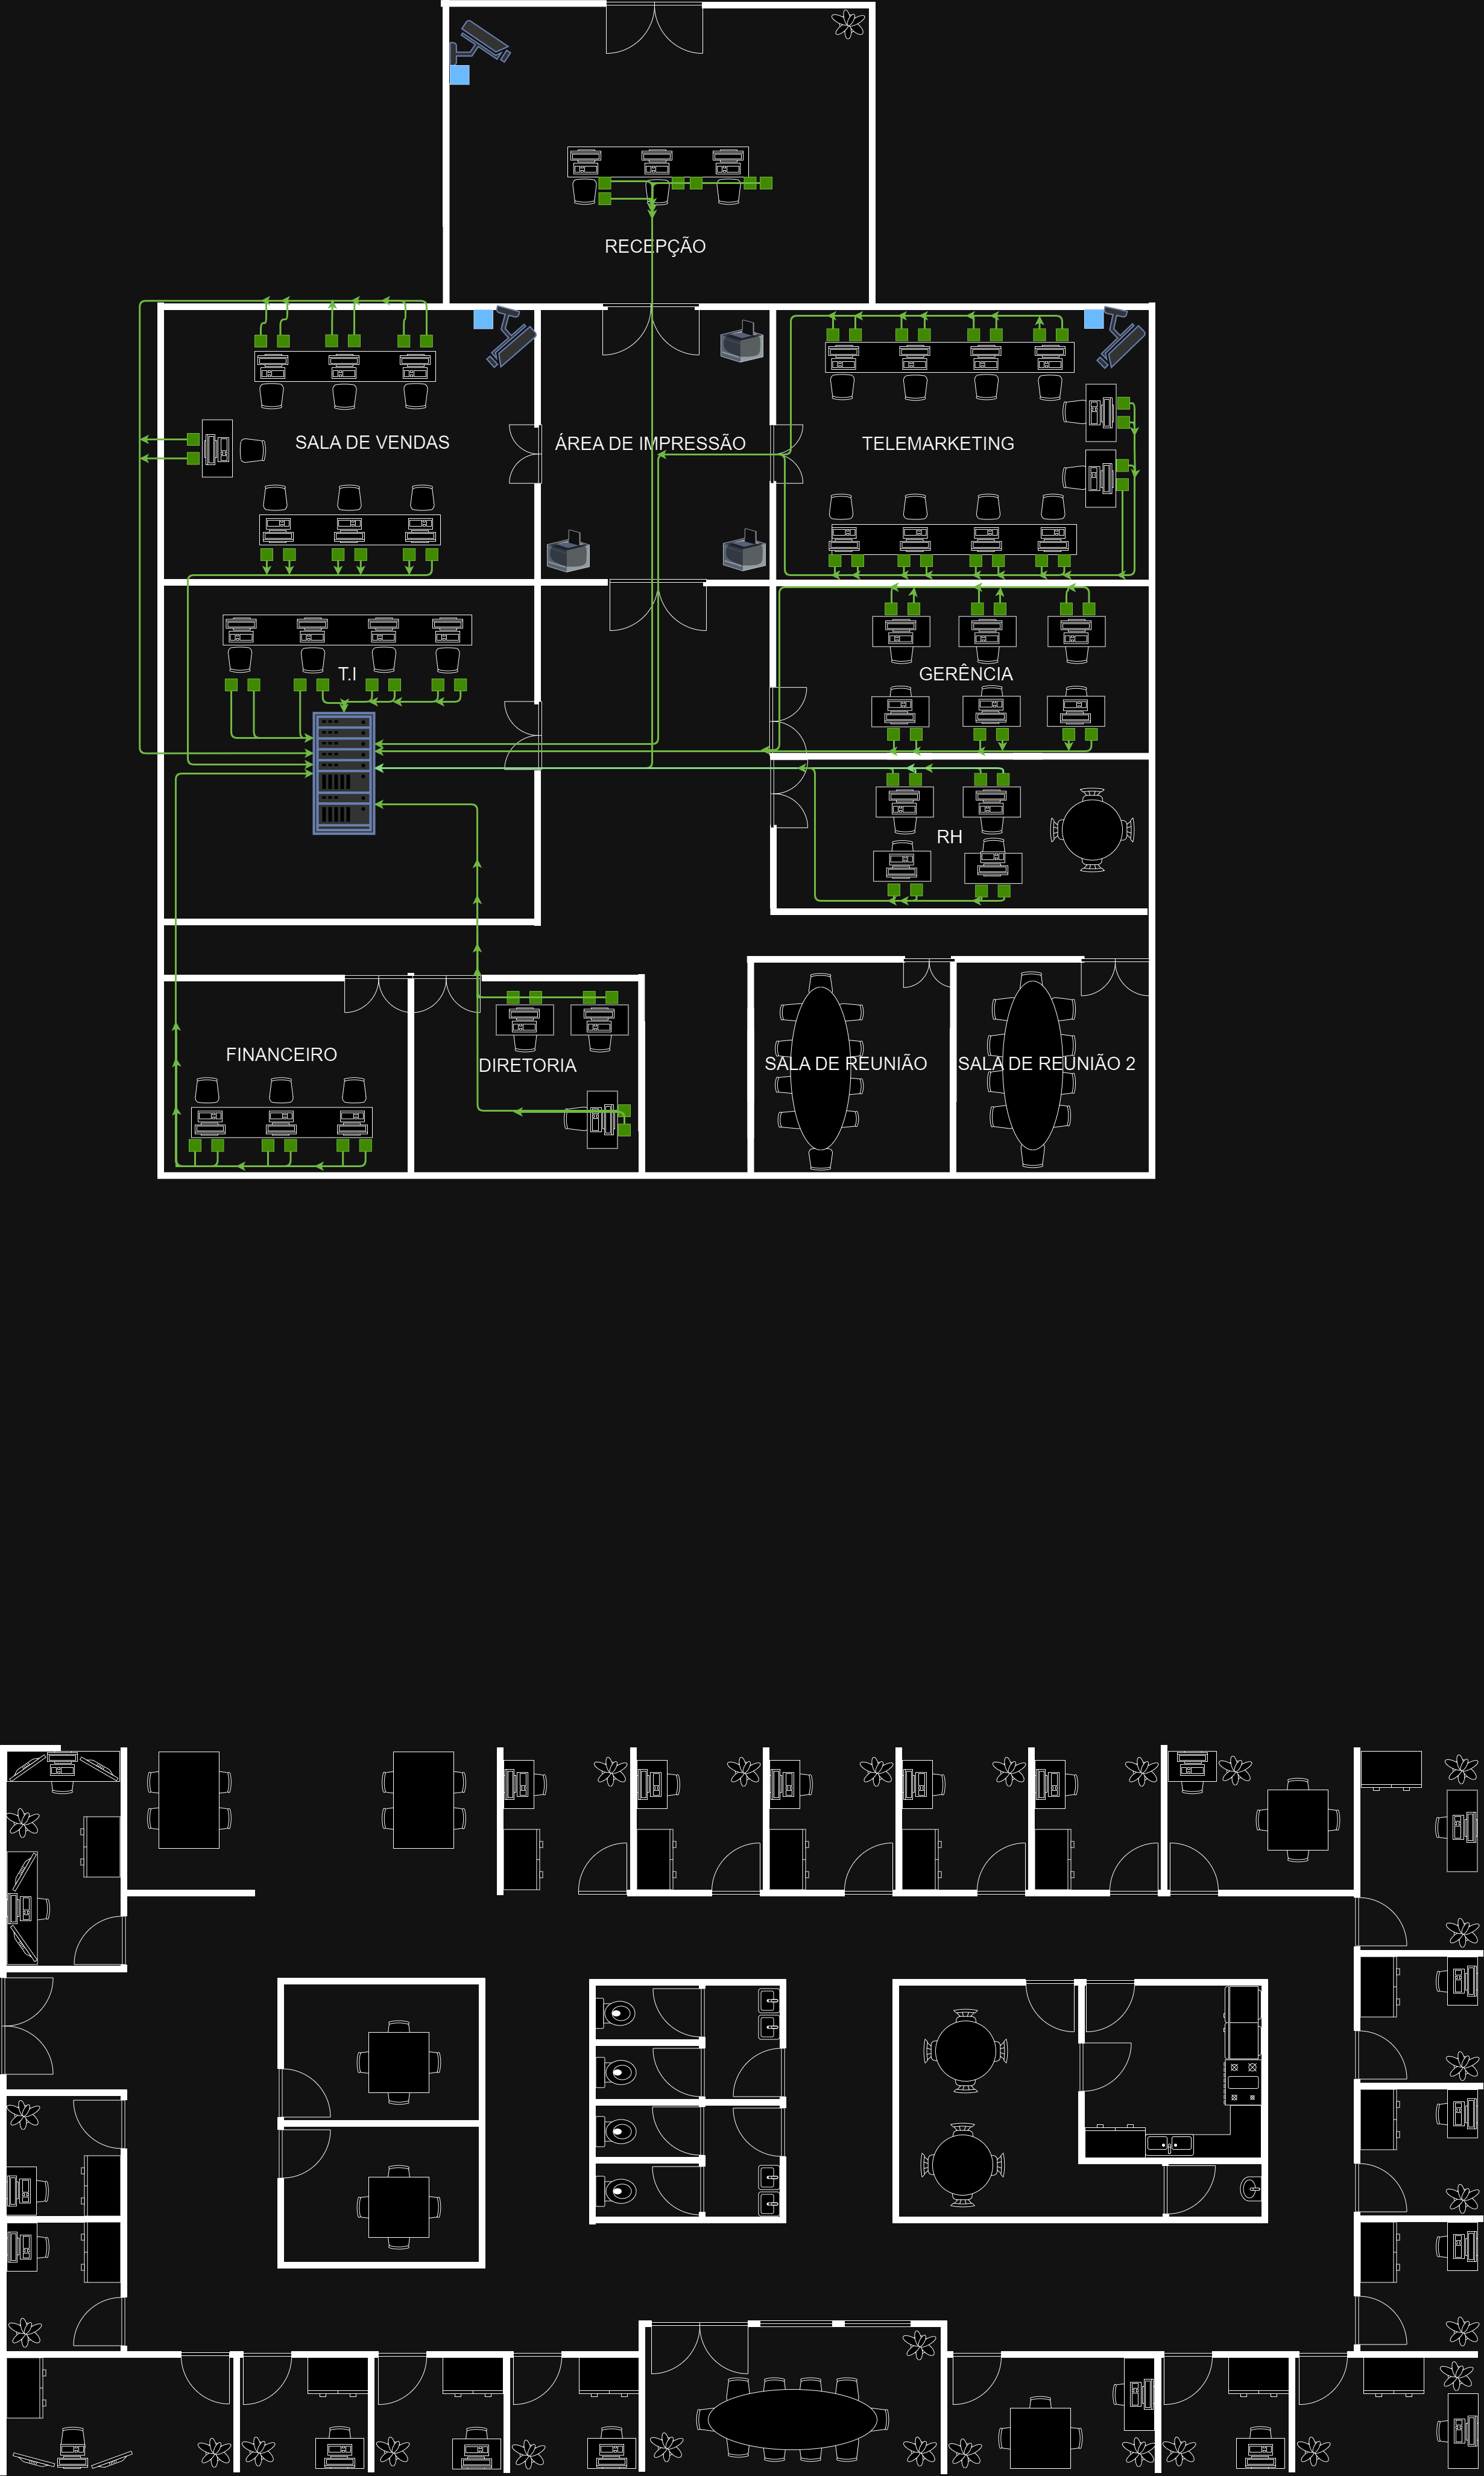 RECEPÇÃO
SALA DE VENDAS
ÁREA DE IMPRESSÃO
TELEMARKETING
T.I
GERÊNCIA
RH
FINANCEIRO
DIRETORIA
SALA DE REUNIÃO
SALA DE REUNIÃO 2